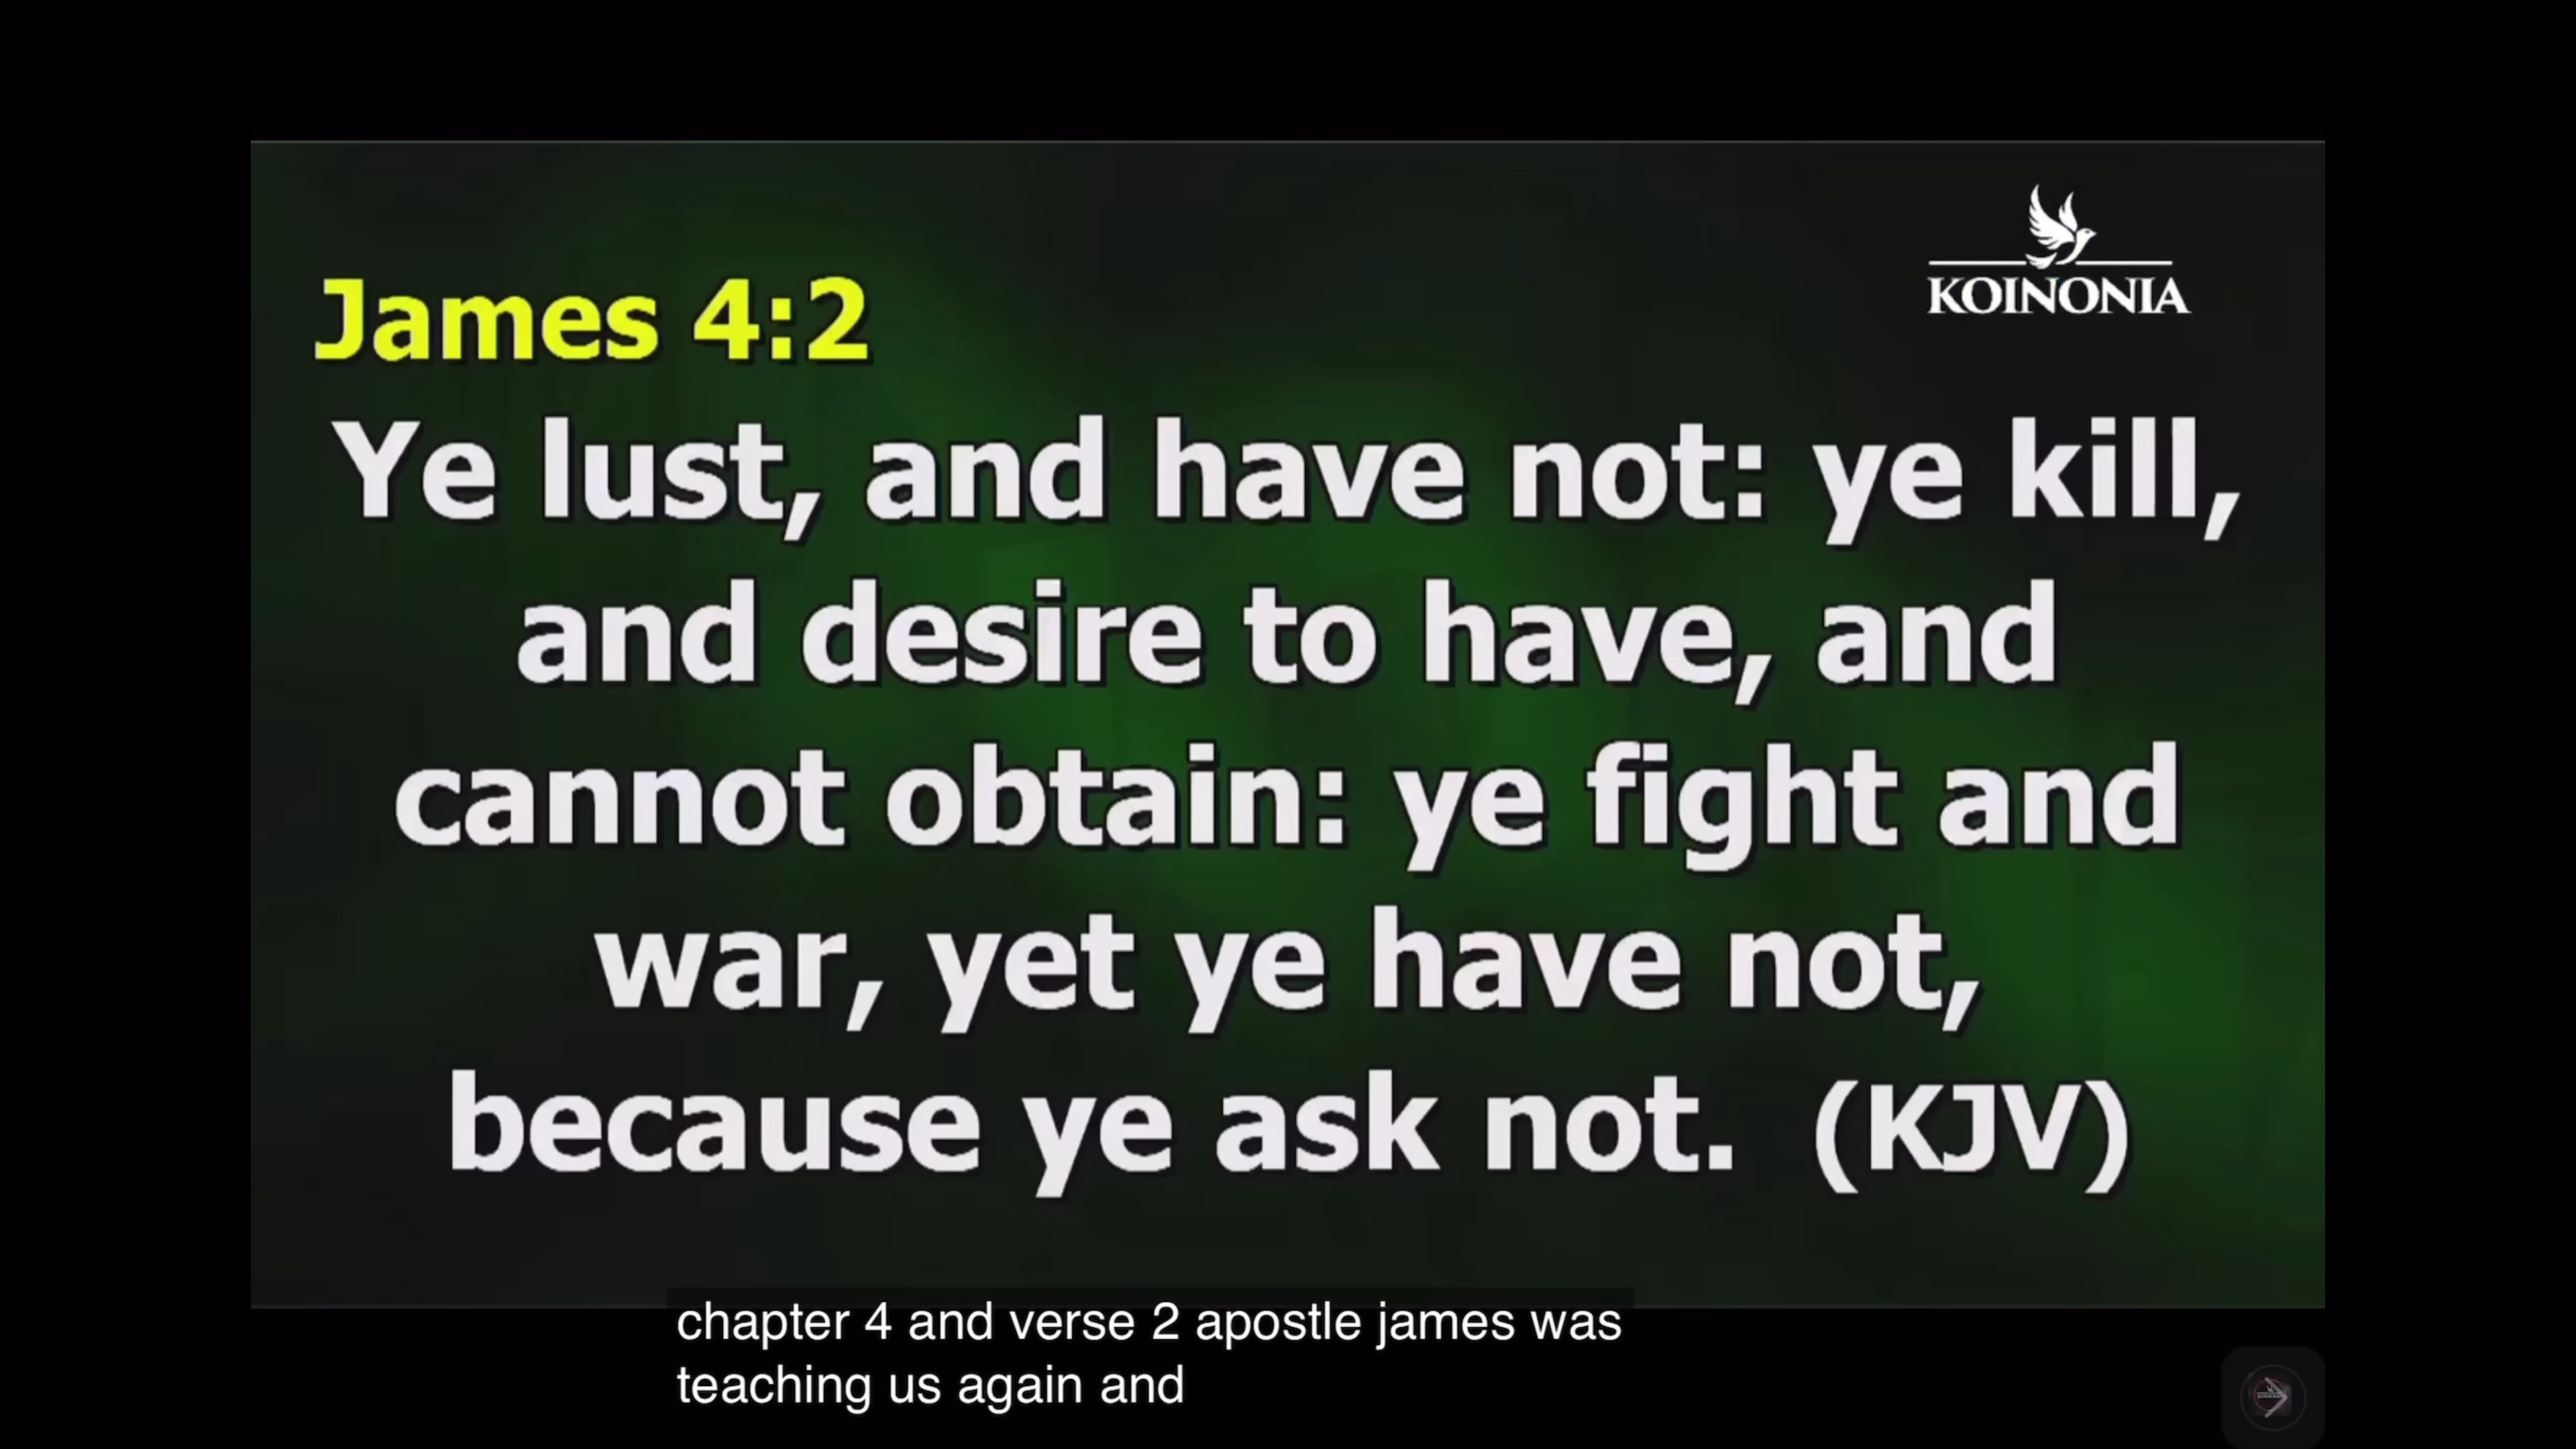 KOINONIA
James 4:2
Ye lust, and have not: ye kill,
and desire to have, and
cannot obtain: ye fight and
war, yet ye have not,
because ye ask not.  (KJV)
chapter 4 and verse 2 apostle james was
teaching us again and